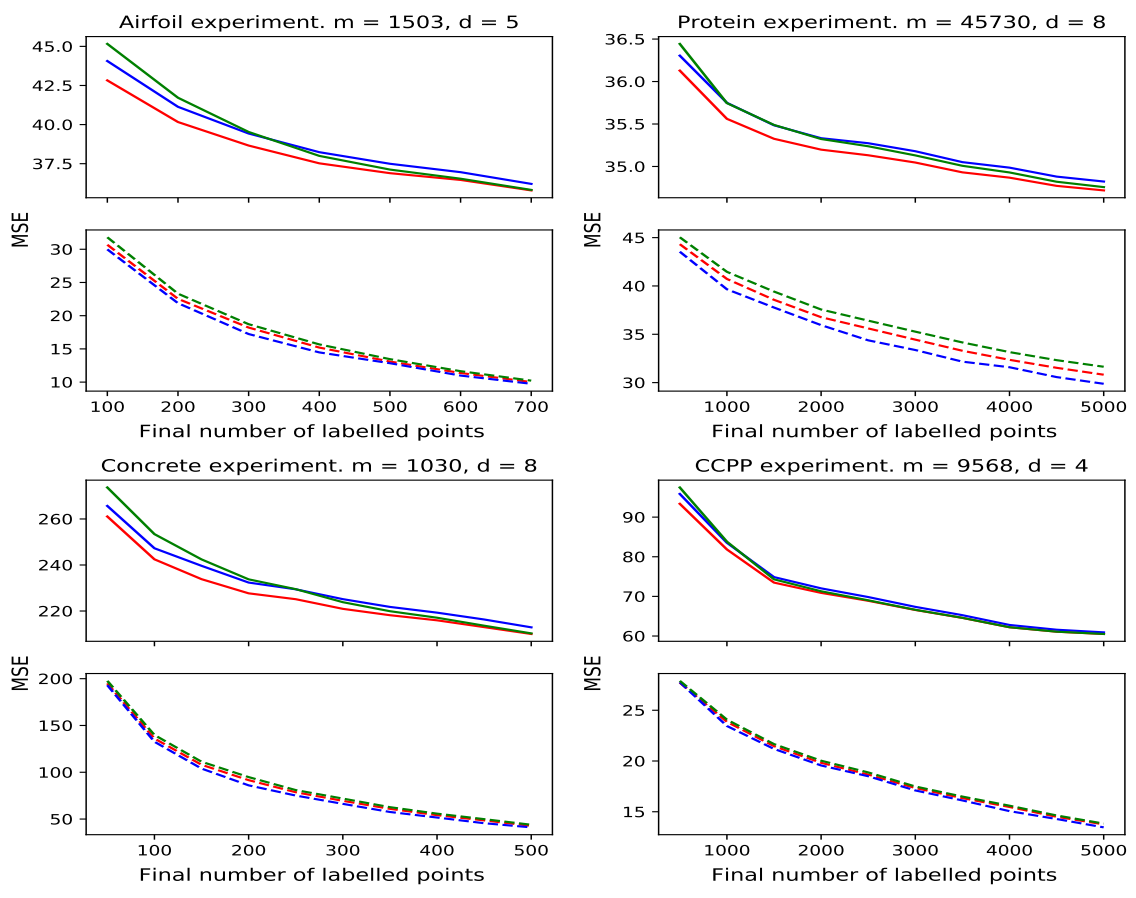 Airfoil experiment. m = 1503, d = 5
45.0
42.5
40.0
37.5
MSE
30
25
20
15
10
100 200 300 400 500 600 700
Final number of labelled points
Protein experiment. m = 45730, d = 8
36.5
36.0
35.5
35.0
MSE
45
40
35
30
1000 2000 3000 4000 5000
Final number of labelled points
Concrete experiment. m = 1030, d = 8
260
240
220
MSE
200
150
100
50
100 200 300 400 500
Final number of labelled points
CCPP experiment. m = 9568, d = 4
90
80
70
60
MSE
25
20
15
1000 2000 3000 4000 5000
Final number of labelled points